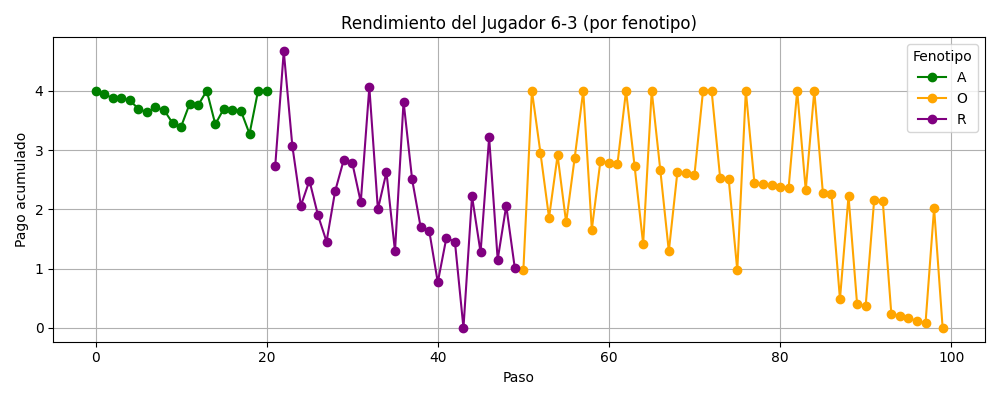 Rendimiento del Jugador 6-3 (por fenotipo)
Pago acumulado
4
3
2
1
0
Fenotipo
A
O
R
0 20 40 60 80 100
Paso